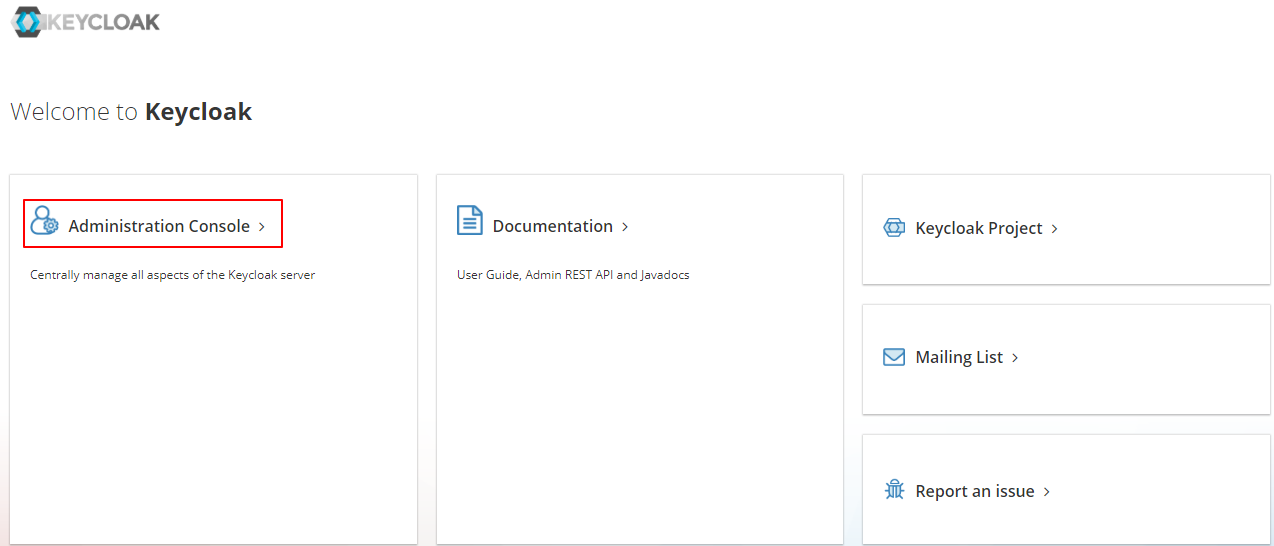 KEYCLOAK
Welcome to Keycloak
Administration Console
Centrally manage all aspects of the Keycloak server
Documentation
User Guide, Admin REST API and Javadocs
Keycloak Project
Mailing List
Report an issue